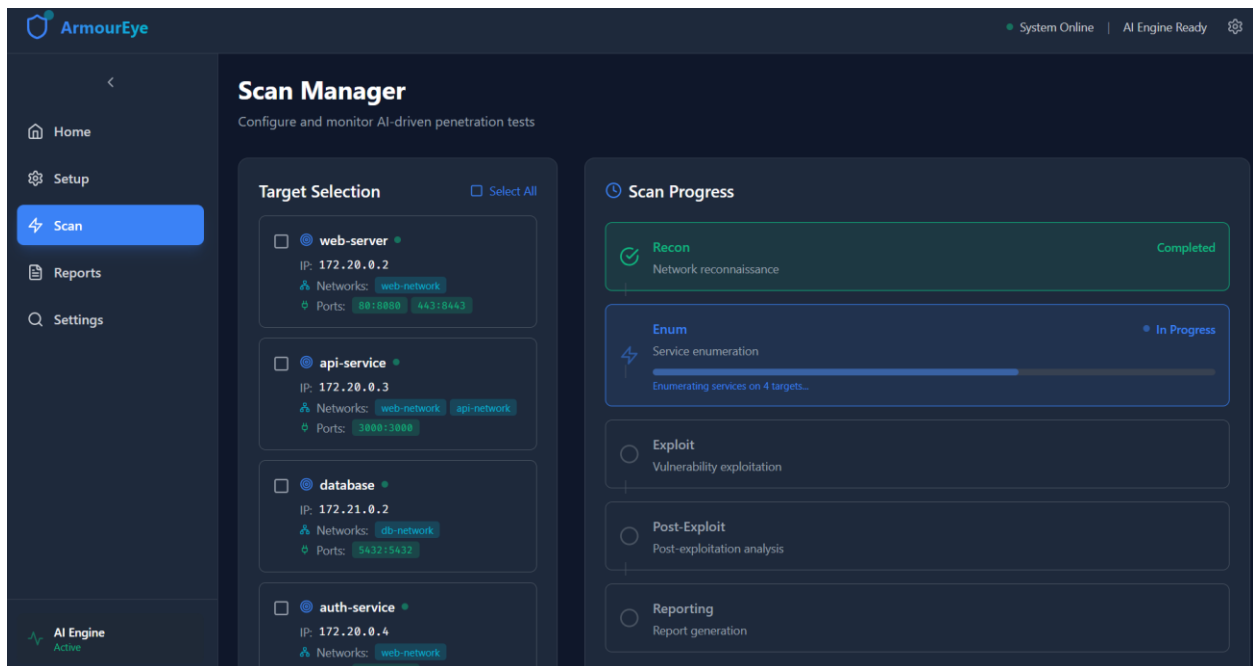 ArmourEye
System Online | AI Engine Ready
Home
Setup
Scan
Reports
Settings
AI Engine
Active
Scan Manager
Configure and monitor AI-driven penetration tests
Target Selection
Select All
web-server
IP: 172.20.0.2
Networks: web-network
Ports: 80:8080 443:8443
api-service
IP: 172.20.0.3
Networks: web-network api-network
Ports: 3000:3000
database
IP: 172.21.0.2
Networks: db-network
Ports: 5432:5432
auth-service
IP: 172.20.0.4
Networks: web-network
Scan Progress
Recon
Completed
Network reconnaissance
Enum
In Progress
Service enumeration
Enumerating services on 4 targets...
Exploit
Vulnerability exploitation
Post-Exploit
Post-exploitation analysis
Reporting
Report generation